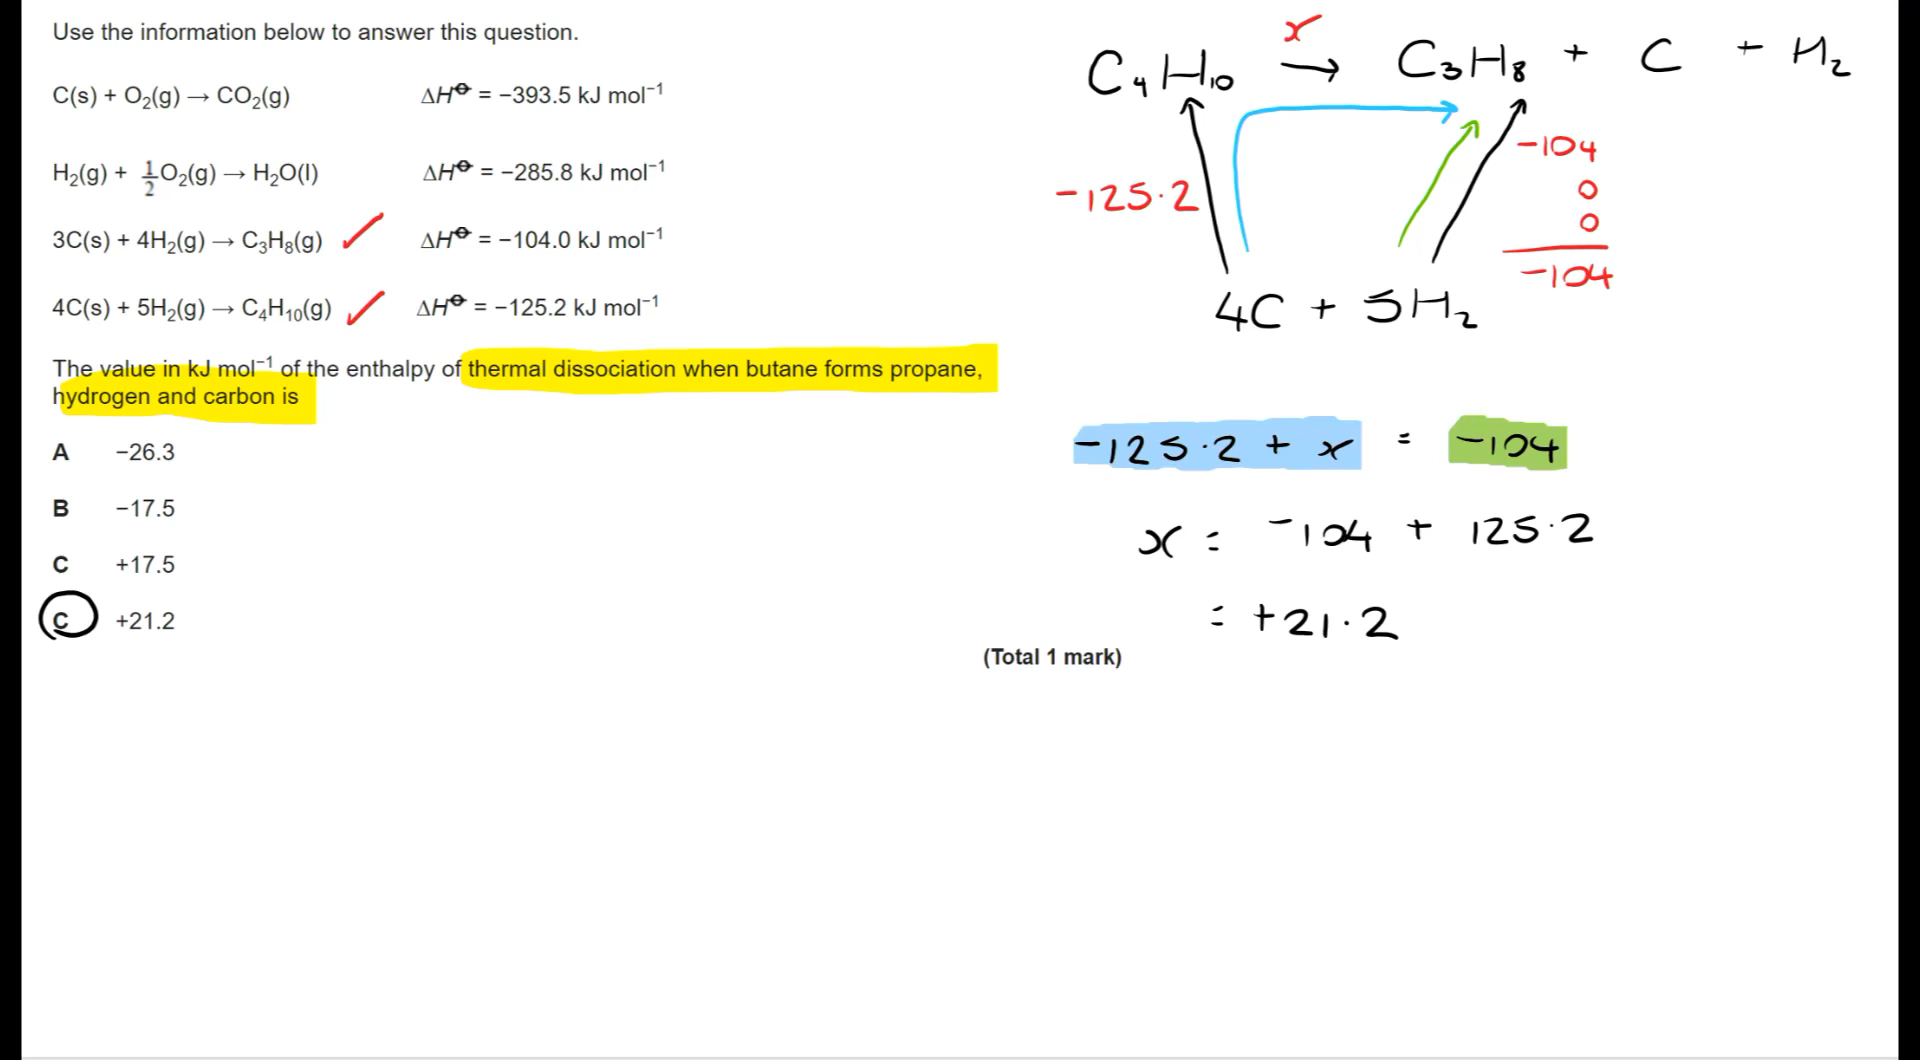 Use the information below to answer this question.
C(s) + O₂(g) → CO₂(g) ΔH⦵ = −393.5 kJ mol⁻¹
H₂(g) + ½O₂(g) → H₂O(l) ΔH⦵ = −285.8 kJ mol⁻¹
3C(s) + 4H₂(g) → C₃H₈(g) ✓ ΔH⦵ = −104.0 kJ mol⁻¹
4C(s) + 5H₂(g) → C₄H₁₀(g) ✓ ΔH⦵ = −125.2 kJ mol⁻¹
The value in kJ mol⁻¹ of the enthalpy of thermal dissociation when butane forms propane,
hydrogen and carbon is
A −26.3
B −17.5
C +17.5
C +21.2
(Total 1 mark)
x
C₄H₁₀ → C₃H₈ + C + H₂
−125.2
−104
0
0
−104
4C + 5H₂
−125.2 + x = −104
x = −104 + 125.2
= +21.2